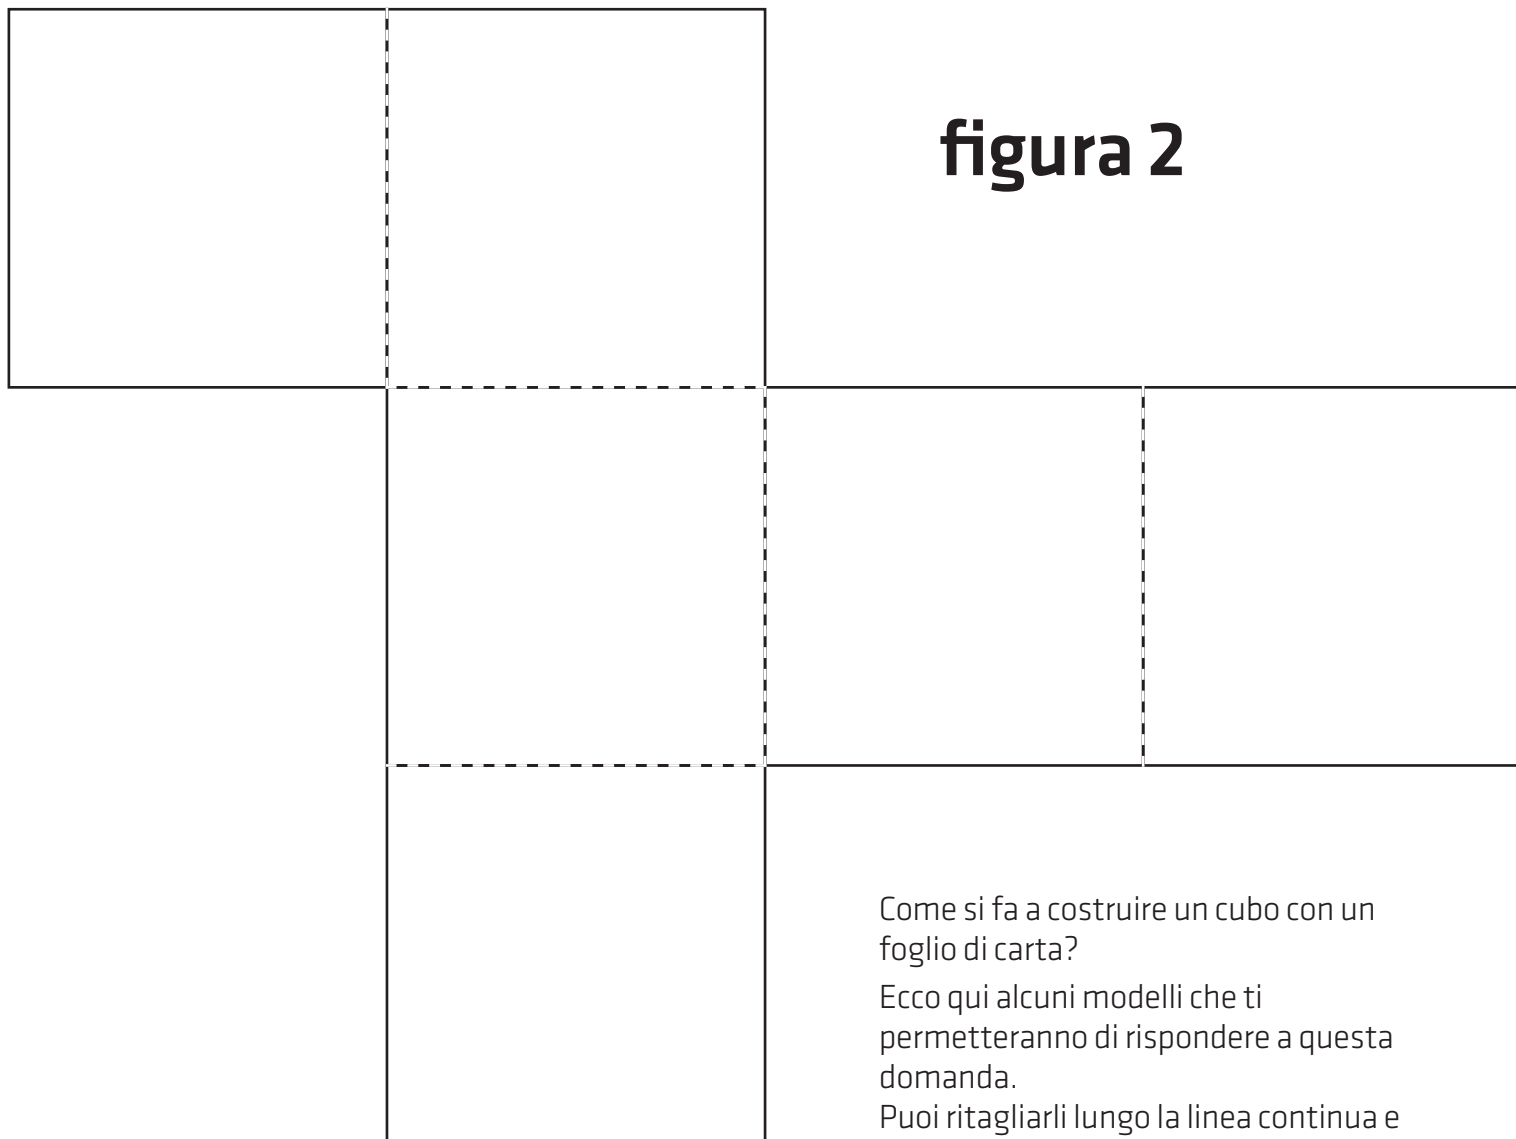 figura 2
Come si fa a costruire un cubo con un
foglio di carta?
Ecco qui alcuni modelli che ti
permetteranno di rispondere a questa
domanda.
Puoi ritagliarli lungo la linea continua e